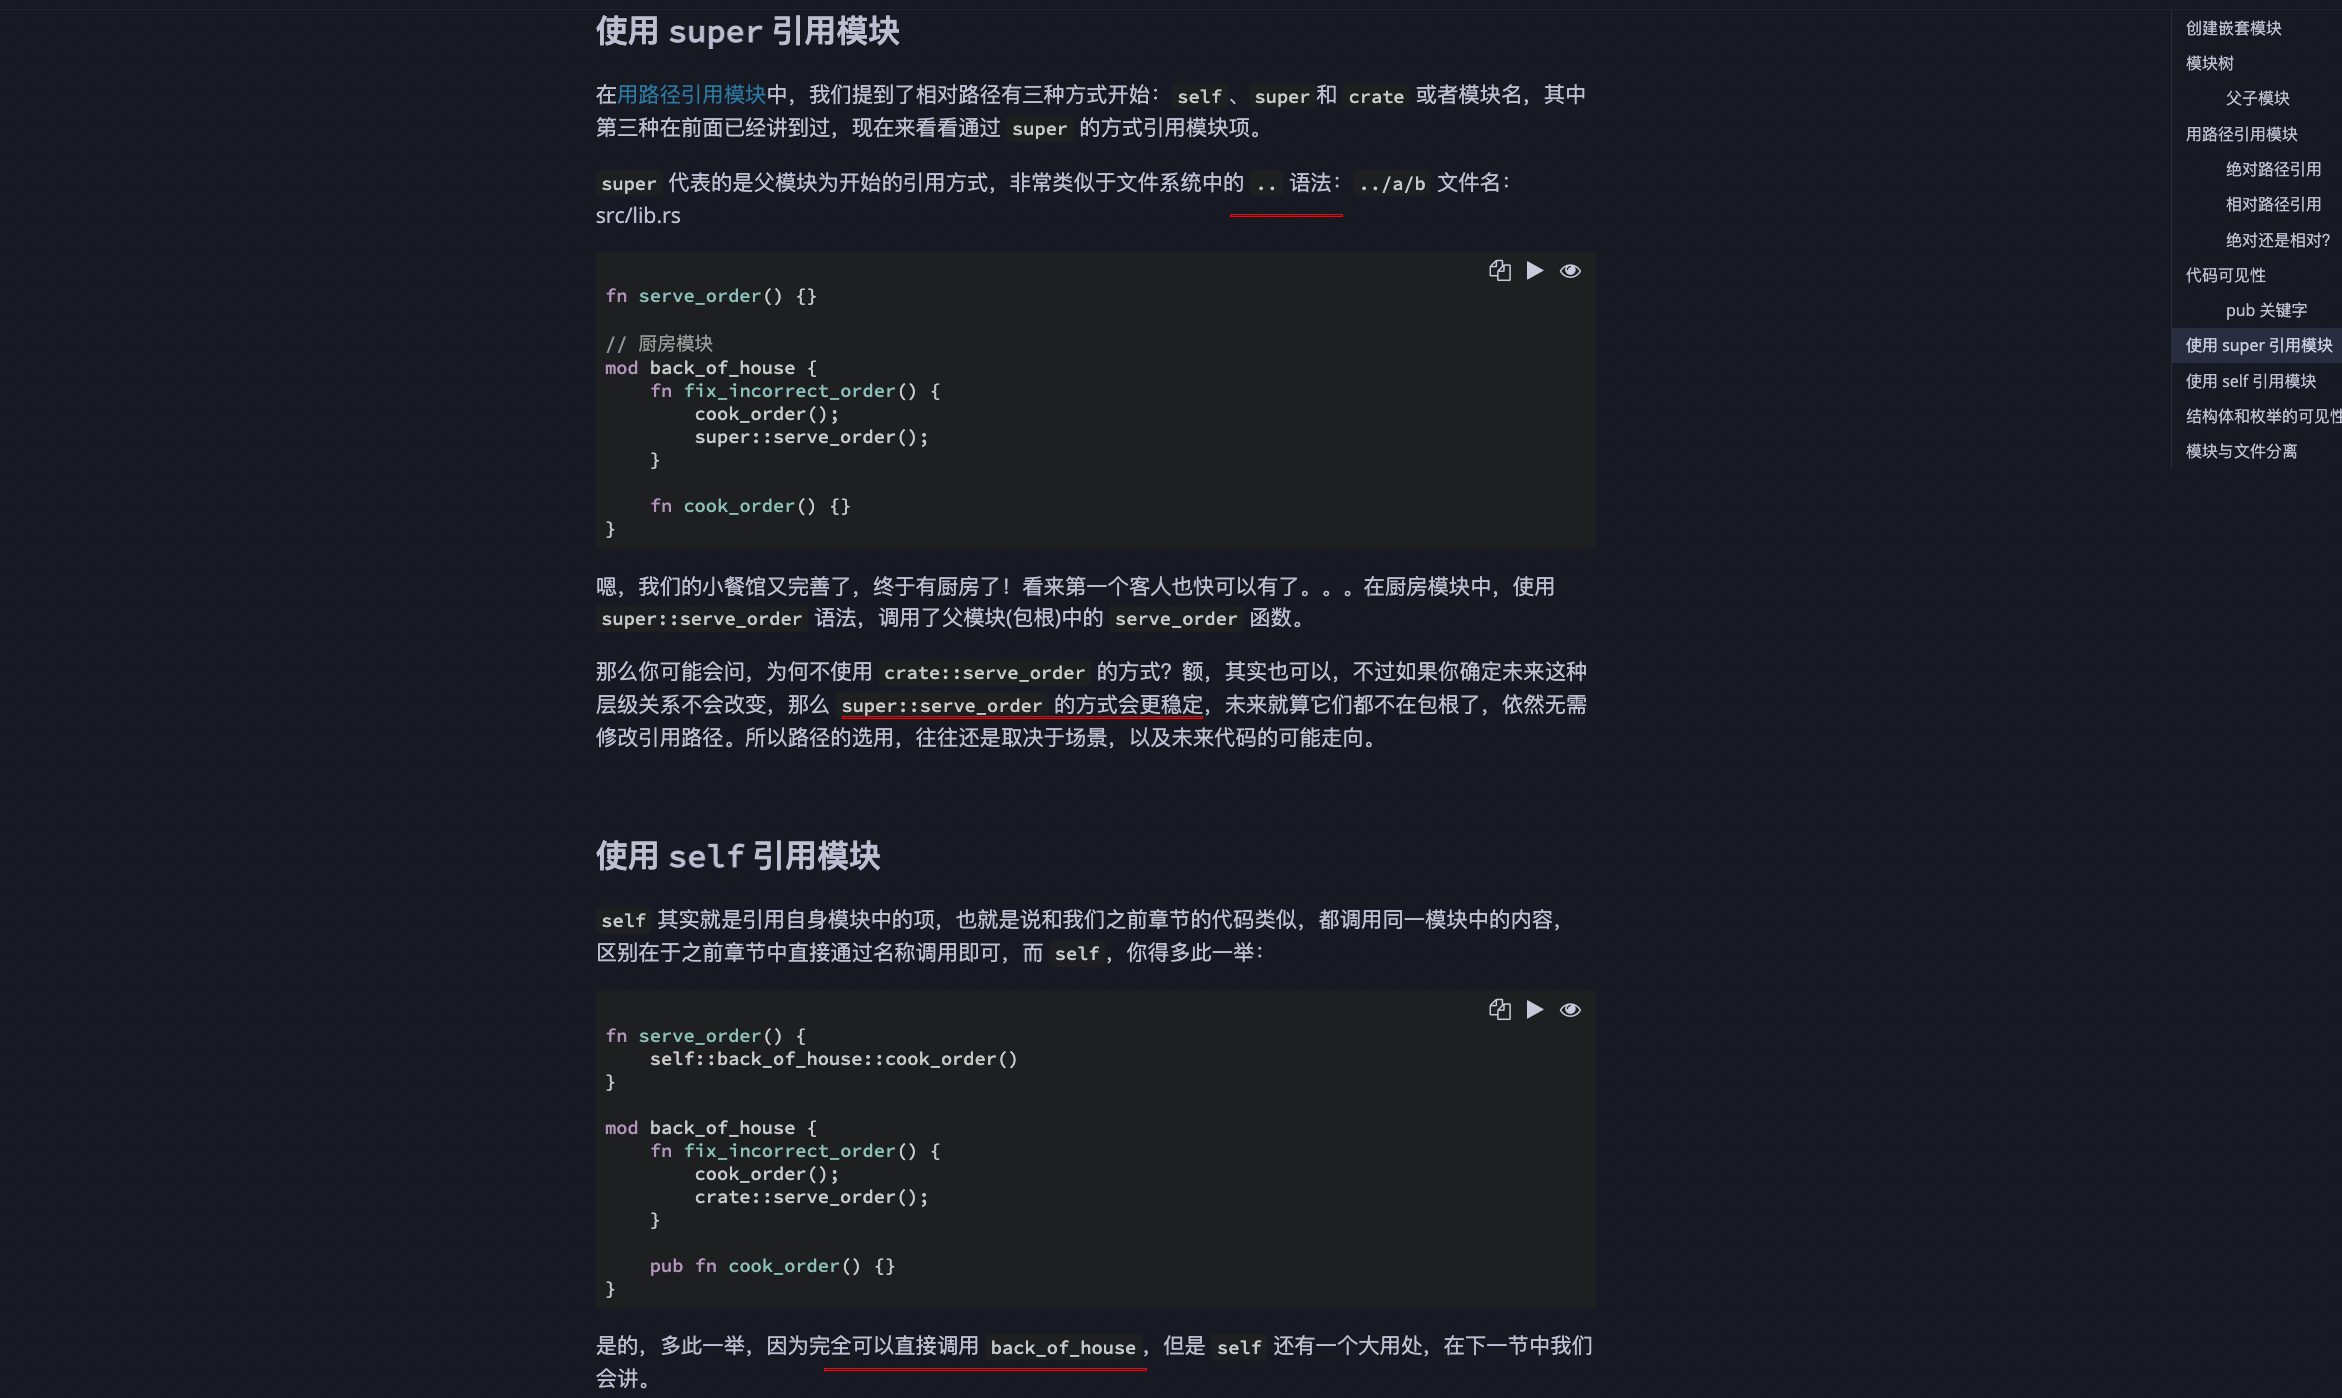 使用 super 引用模块
在用路径引用模块中，我们提到了相对路径有三种方式开始：self、super和 crate 或者模块名，其中
第三种在前面已经讲到过，现在来看看通过 super 的方式引用模块项。
super 代表的是父模块为开始的引用方式，非常类似于文件系统中的 .. 语法：../a/b 文件名：
src/lib.rs
fn serve_order() {}
// 厨房模块
mod back_of_house {
    fn fix_incorrect_order() {
        cook_order();
        super::serve_order();
    }
    fn cook_order() {}
}
嗯，我们的小餐馆又完善了，终于有厨房了！看来第一个客人也快可以有了。。。在厨房模块中，使用
super::serve_order 语法，调用了父模块(包根)中的 serve_order 函数。
那么你可能会问，为何不使用 crate::serve_order 的方式？额，其实也可以，不过如果你确定未来这种
层级关系不会改变，那么 super::serve_order 的方式会更稳定，未来就算它们都不在包根了，依然无需
修改引用路径。所以路径的选用，往往还是取决于场景，以及未来代码的可能走向。
使用 self 引用模块
self 其实就是引用自身模块中的项，也就是说和我们之前章节的代码类似，都调用同一模块中的内容，
区别在于之前章节中直接通过名称调用即可，而 self，你得多此一举：
fn serve_order() {
    self::back_of_house::cook_order()
}
mod back_of_house {
    fn fix_incorrect_order() {
        cook_order();
        crate::serve_order();
    }
    pub fn cook_order() {}
}
是的，多此一举，因为完全可以直接调用 back_of_house，但是 self 还有一个大用处，在下一节中我们
会讲。
创建嵌套模块
模块树
父子模块
用路径引用模块
绝对路径引用
相对路径引用
绝对还是相对？
代码可见性
pub 关键字
使用 super 引用模块
使用 self 引用模块
结构体和枚举的可见性
模块与文件分离